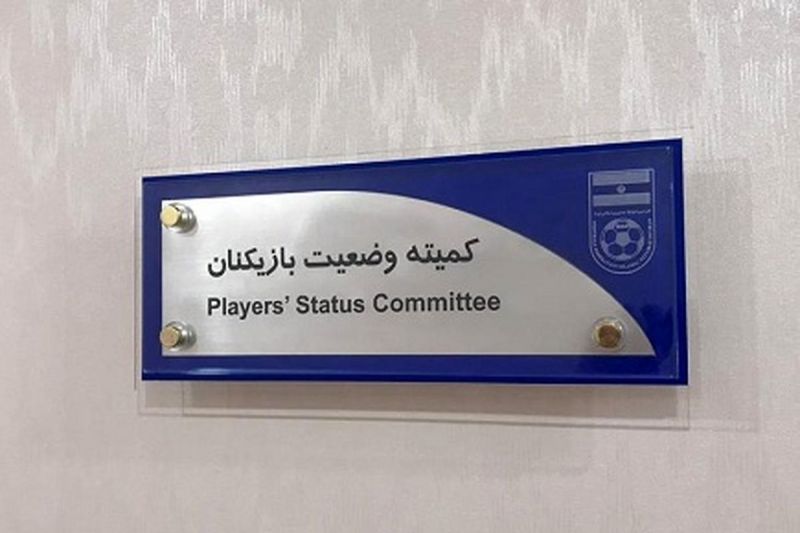 کمیته وضعیت بازیکنان
Players' Status Committee